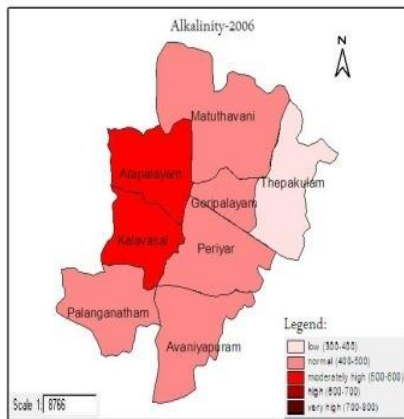 Alkalinity-2006
N
Matuthavani
Arapalayam
Thepakulam
Goripalayam
Kalavasal
Periyar
Palanganatham
Avaniyapuram
Legend:
low (300-400)
normal (400-500)
moderately high (500-600)
high (600-700)
very high (700-800)
Scale 1: 8766